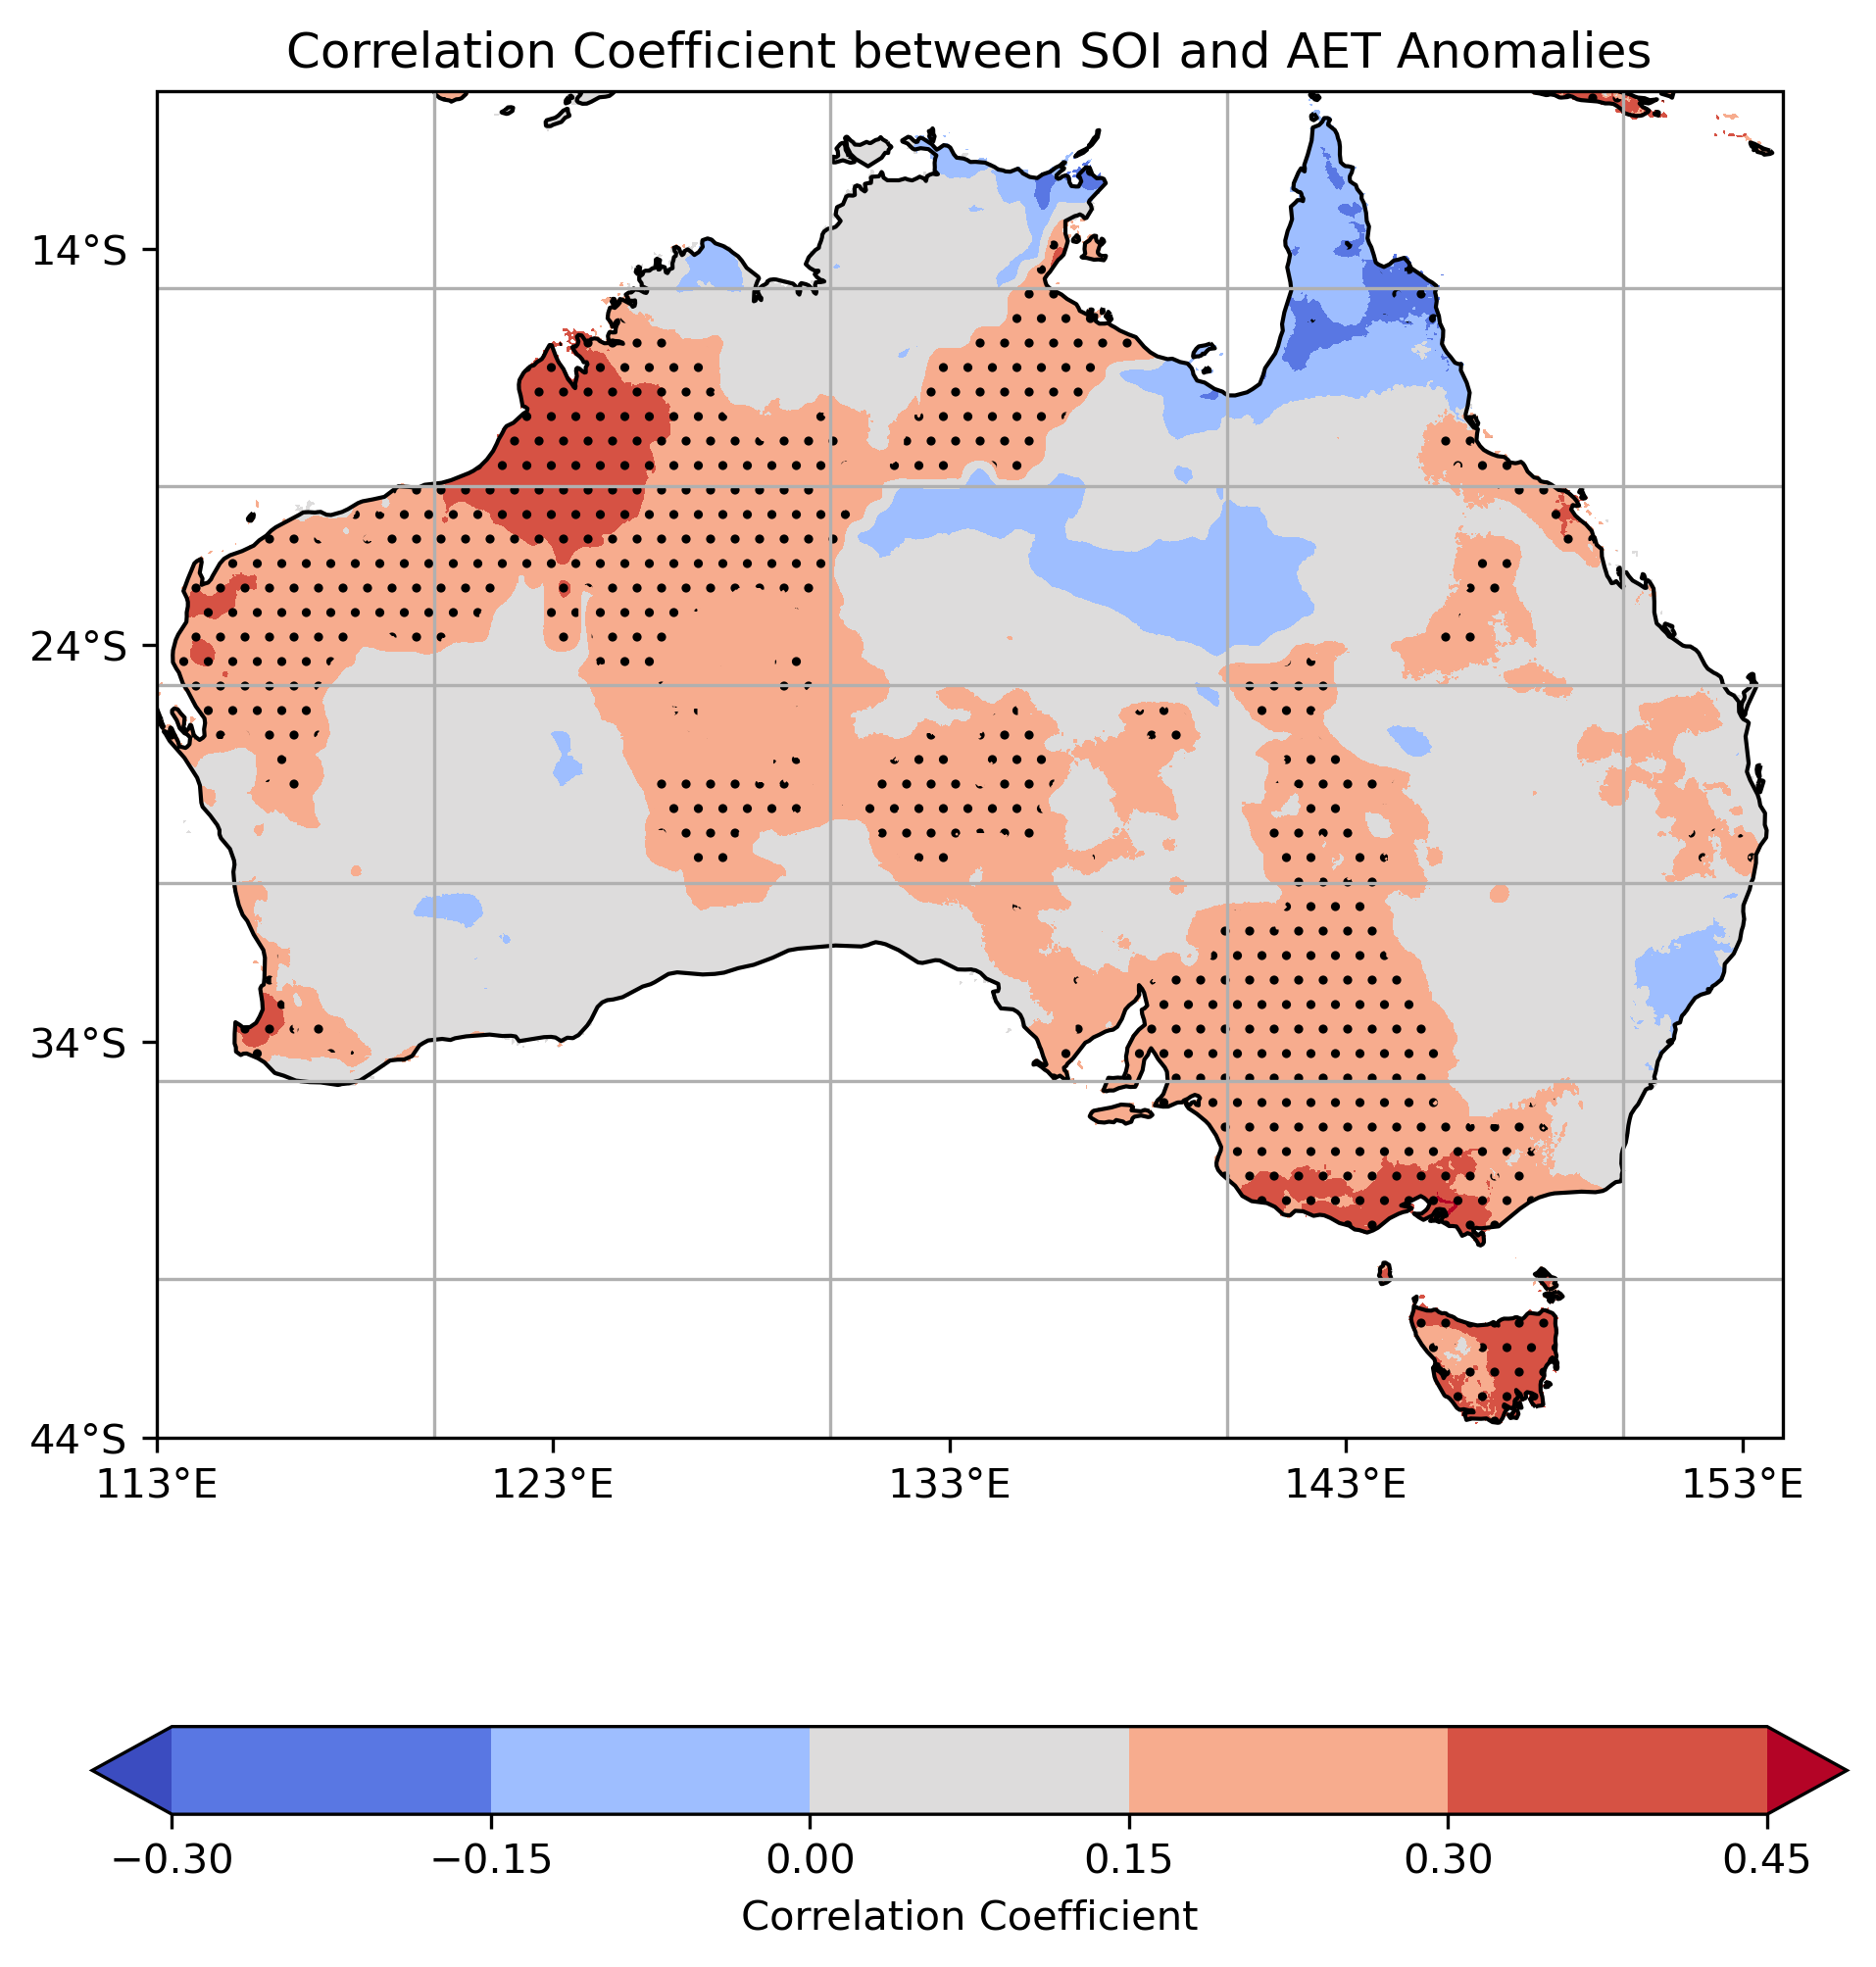 Correlation Coefficient between SOI and AET Anomalies
14°S
24°S
34°S
44°S
113°E 123°E 133°E 143°E 153°E
−0.30 −0.15 0.00 0.15 0.30 0.45
Correlation Coefficient